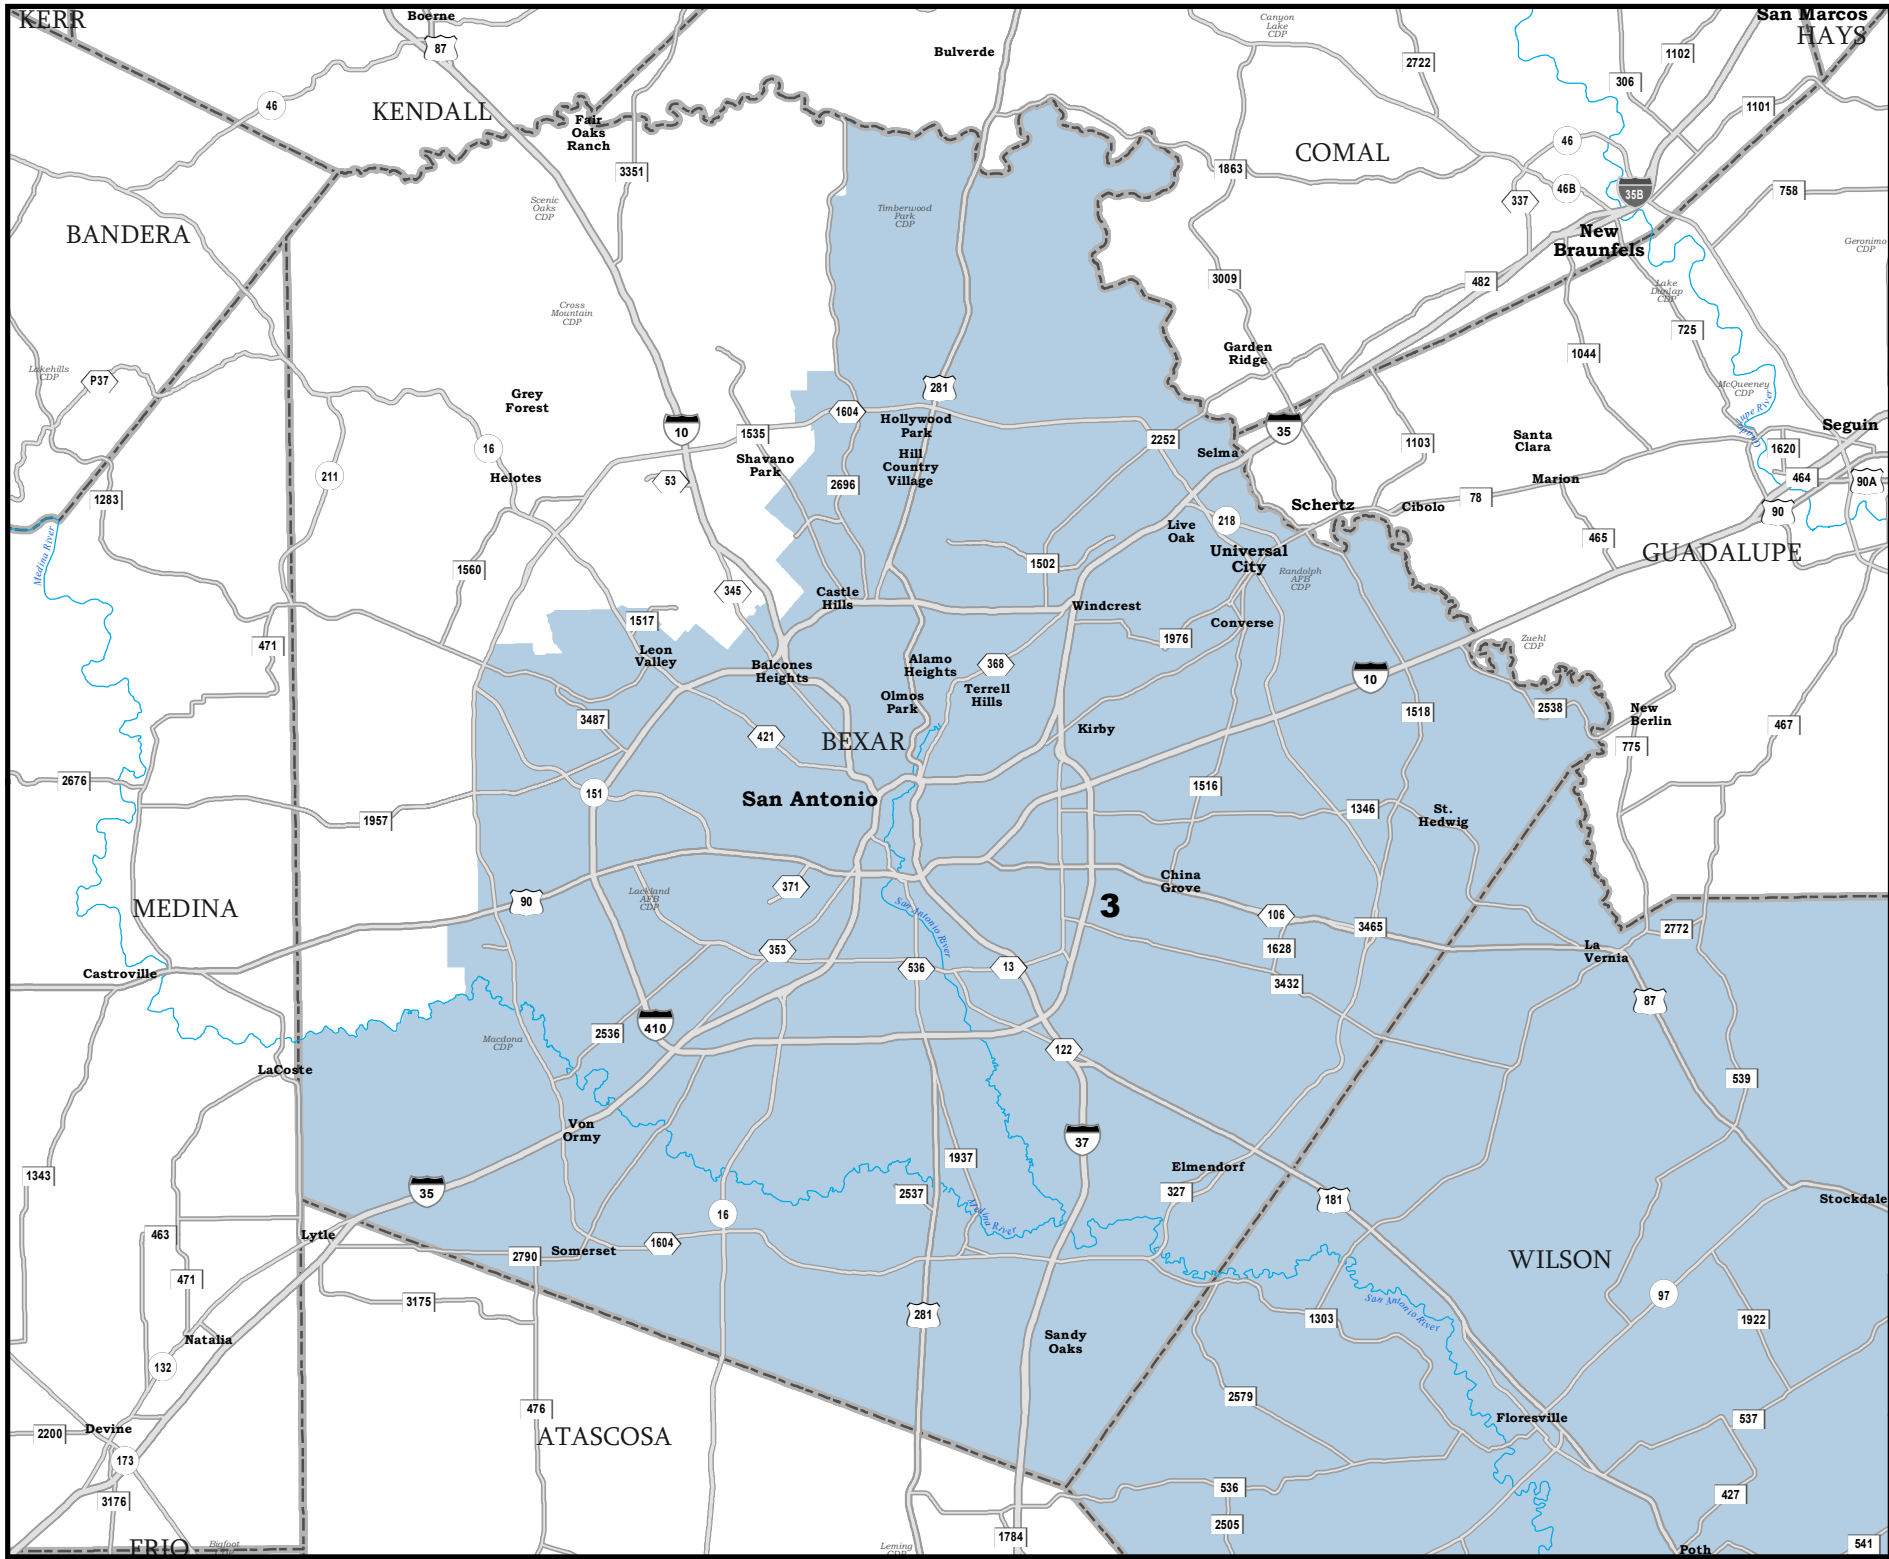 KERR
Boerne
87
Bulverde
Canyon
Lake
CDP
2722
1102
306
San Marcos
HAYS
46
KENDALL
Fair
Oaks
Ranch
3351
1101
46
COMAL
1863
46B
35B
337
758
BANDERA
Scenic
Oaks
CDP
Timberwood
Park
CDP
New
Braunfels
Geronimo
CDP
3009
482
Lake
Dunlap
CDP
Cross
Mountain
CDP
725
Garden
Ridge
1044
Lakehills
CDP
P37
281
McQueeney
CDP
Grey
Forest
1604
Hollywood
Park
10
1535
35
2252
1103
Santa
Clara
Seguin
16
211
Helotes
Shavano
Park
Hill
Country
Village
Selma
1620
464
90A
53
2696
Marion
1283
78
Schertz
Cibolo
90
218
Live
Oak
465
Universal
City
GUADALUPE
Medina River
1560
1502
Randolph
AFB
CDP
345
Castle
Hills
Windcrest
1517
Converse
1976
471
Zuehl
CDP
Leon
Valley
Balcones
Heights
Alamo
Heights
368
10
Olmos
Park
Terrell
Hills
3487
1518
2538
New
Berlin
421
BEXAR
Kirby
467
775
2676
151
San Antonio
1516
1346
St.
Hedwig
1957
China
Grove
371
Lackland
AFB
CDP
90
3
MEDINA
106
3465
2772
San Antonio River
353
1628
La
Vernia
Castroville
536
13
3432
87
410
2536
Macdona
CDP
122
LaCoste
539
Von
Ormy
37
1343
1937
Elmendorf
35
2537
327
181
Stockdale
Medina River
16
463
Lytle
1604
2790
Somerset
WILSON
471
97
3175
281
San Antonio River
1303
1922
Natalia
Sandy
Oaks
132
2579
476
Floresville
537
2200
Devine
ATASCOSA
173
536
427
3176
2505
1784
541
FRIO
Bigfoot
Leming
CDP
Poth